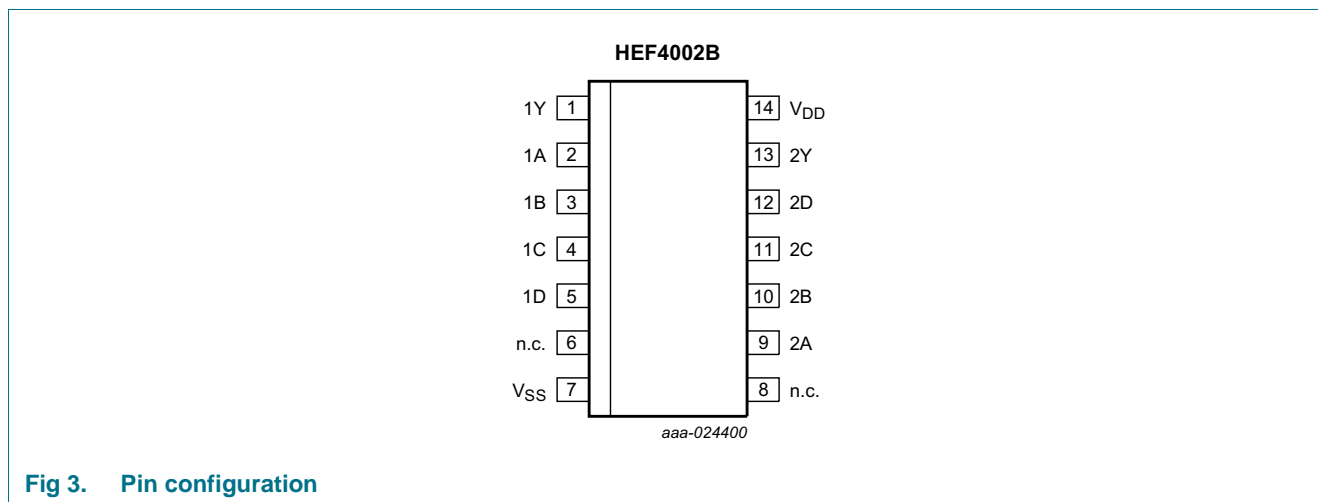 HEF4002B
1Y 1 14 VDD
1A 2 13 2Y
1B 3 12 2D
1C 4 11 2C
1D 5 10 2B
n.c. 6 9 2A
VSS 7 8 n.c.
aaa-024400
Fig 3. Pin configuration